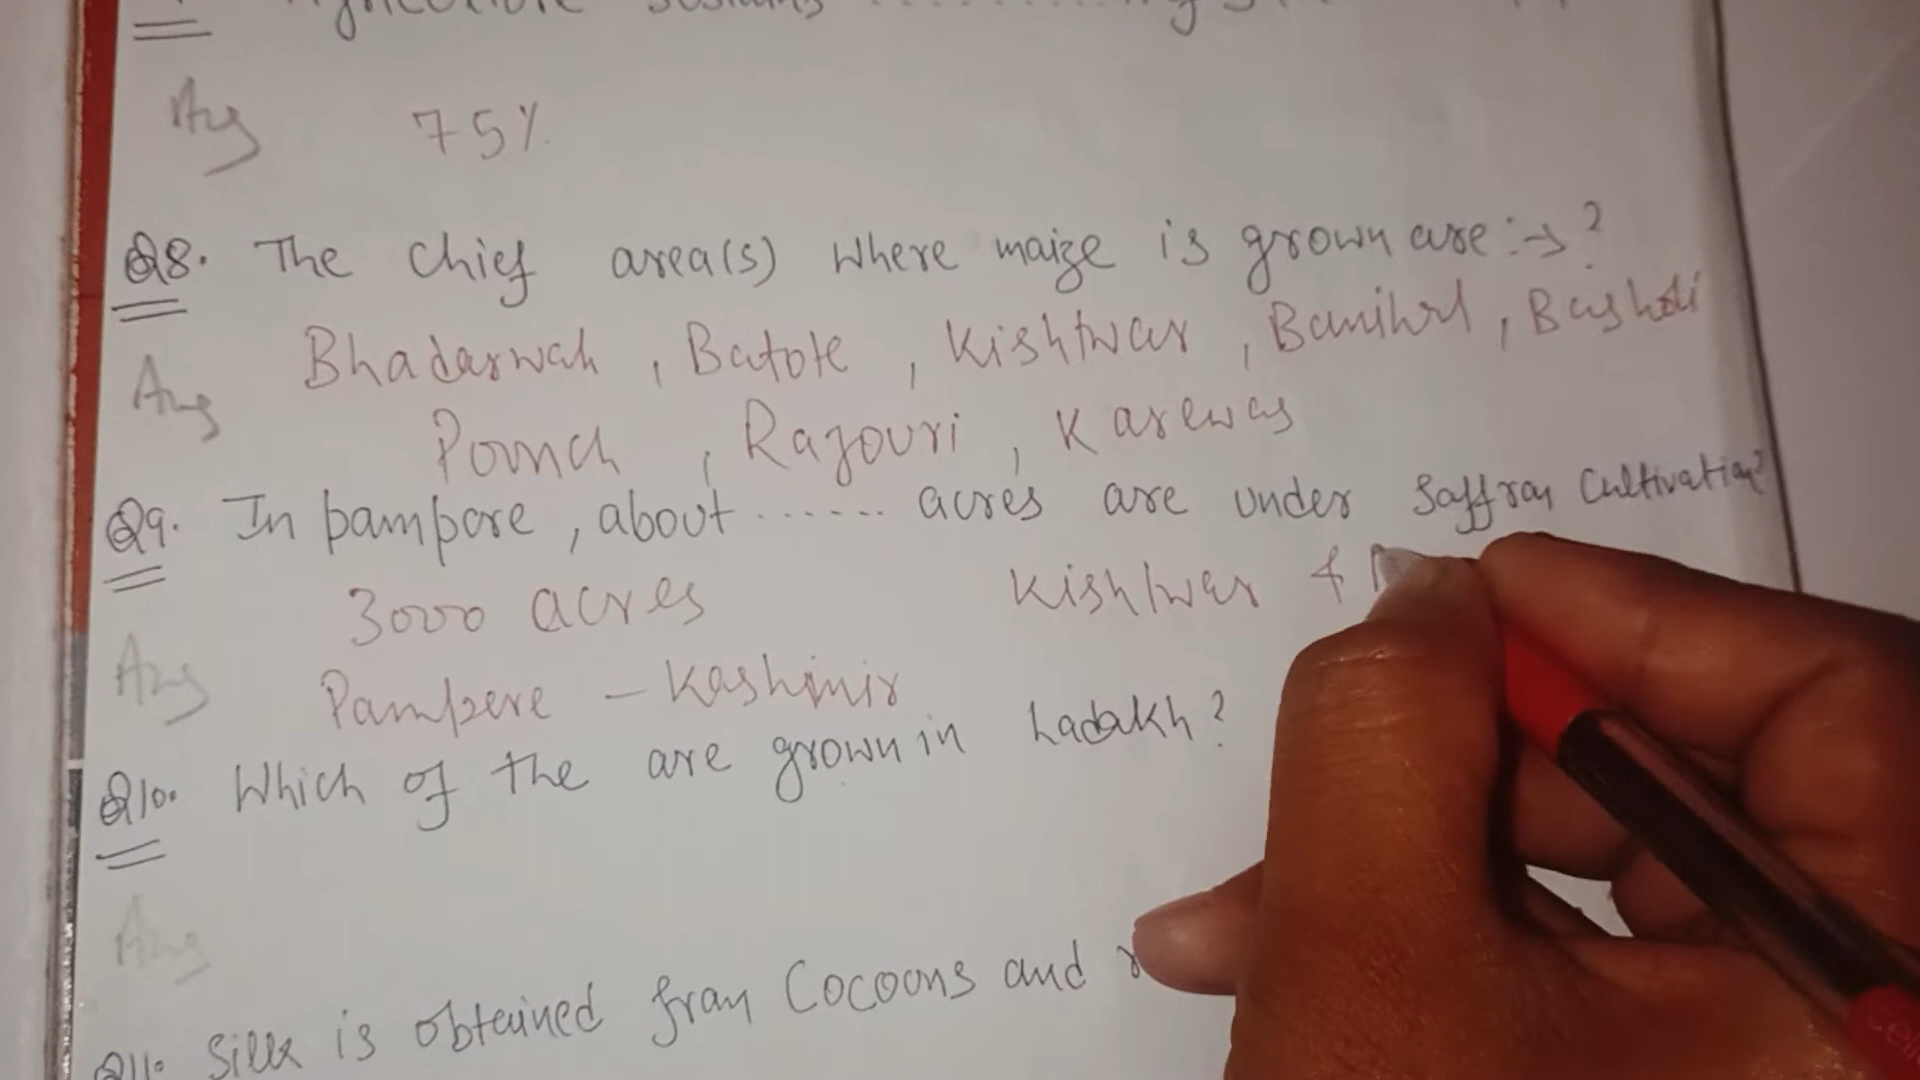 Ans 75%
Q8. The chief area(s) where maize is grown are :→ ?
Ans Bhadarwah , Batote , Kishtwar , Banihal , Basholi
Poonch , Rajouri , Karewas
Q9. In pampore , about ....... acres are under Saffron Cultivation?
3000 acres Kishtwar &
Ans Pampere – Kashmir
Q10. Which of the are grown in Ladakh ?
Ans
Q11. Silk is obtained from Cocoons and